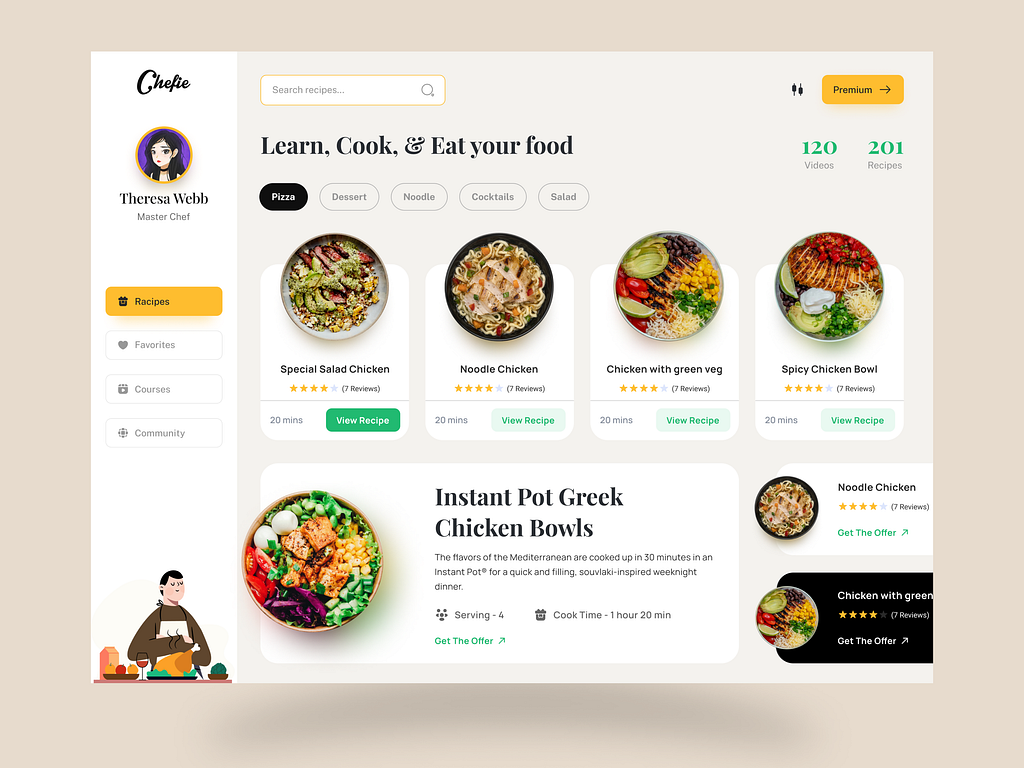 Chefie
Theresa Webb
Master Chef
Racipes
Favorites
Courses
Community
Search recipes...
Premium
Learn, Cook, & Eat your food
120
Videos
201
Recipes
Pizza
Dessert
Noodle
Cocktails
Salad
Special Salad Chicken
(7 Reviews)
20 mins
View Recipe
Noodle Chicken
(7 Reviews)
20 mins
View Recipe
Chicken with green veg
(7 Reviews)
20 mins
View Recipe
Spicy Chicken Bowl
(7 Reviews)
20 mins
View Recipe
Instant Pot Greek
Chicken Bowls
The flavors of the Mediterranean are cooked up in 30 minutes in an
Instant Pot® for a quick and filling, souvlaki-inspired weeknight
dinner.
Serving - 4
Cook Time - 1 hour 20 min
Get The Offer
Noodle Chicken
(7 Reviews)
Get The Offer
Chicken with green
(7 Reviews)
Get The Offer